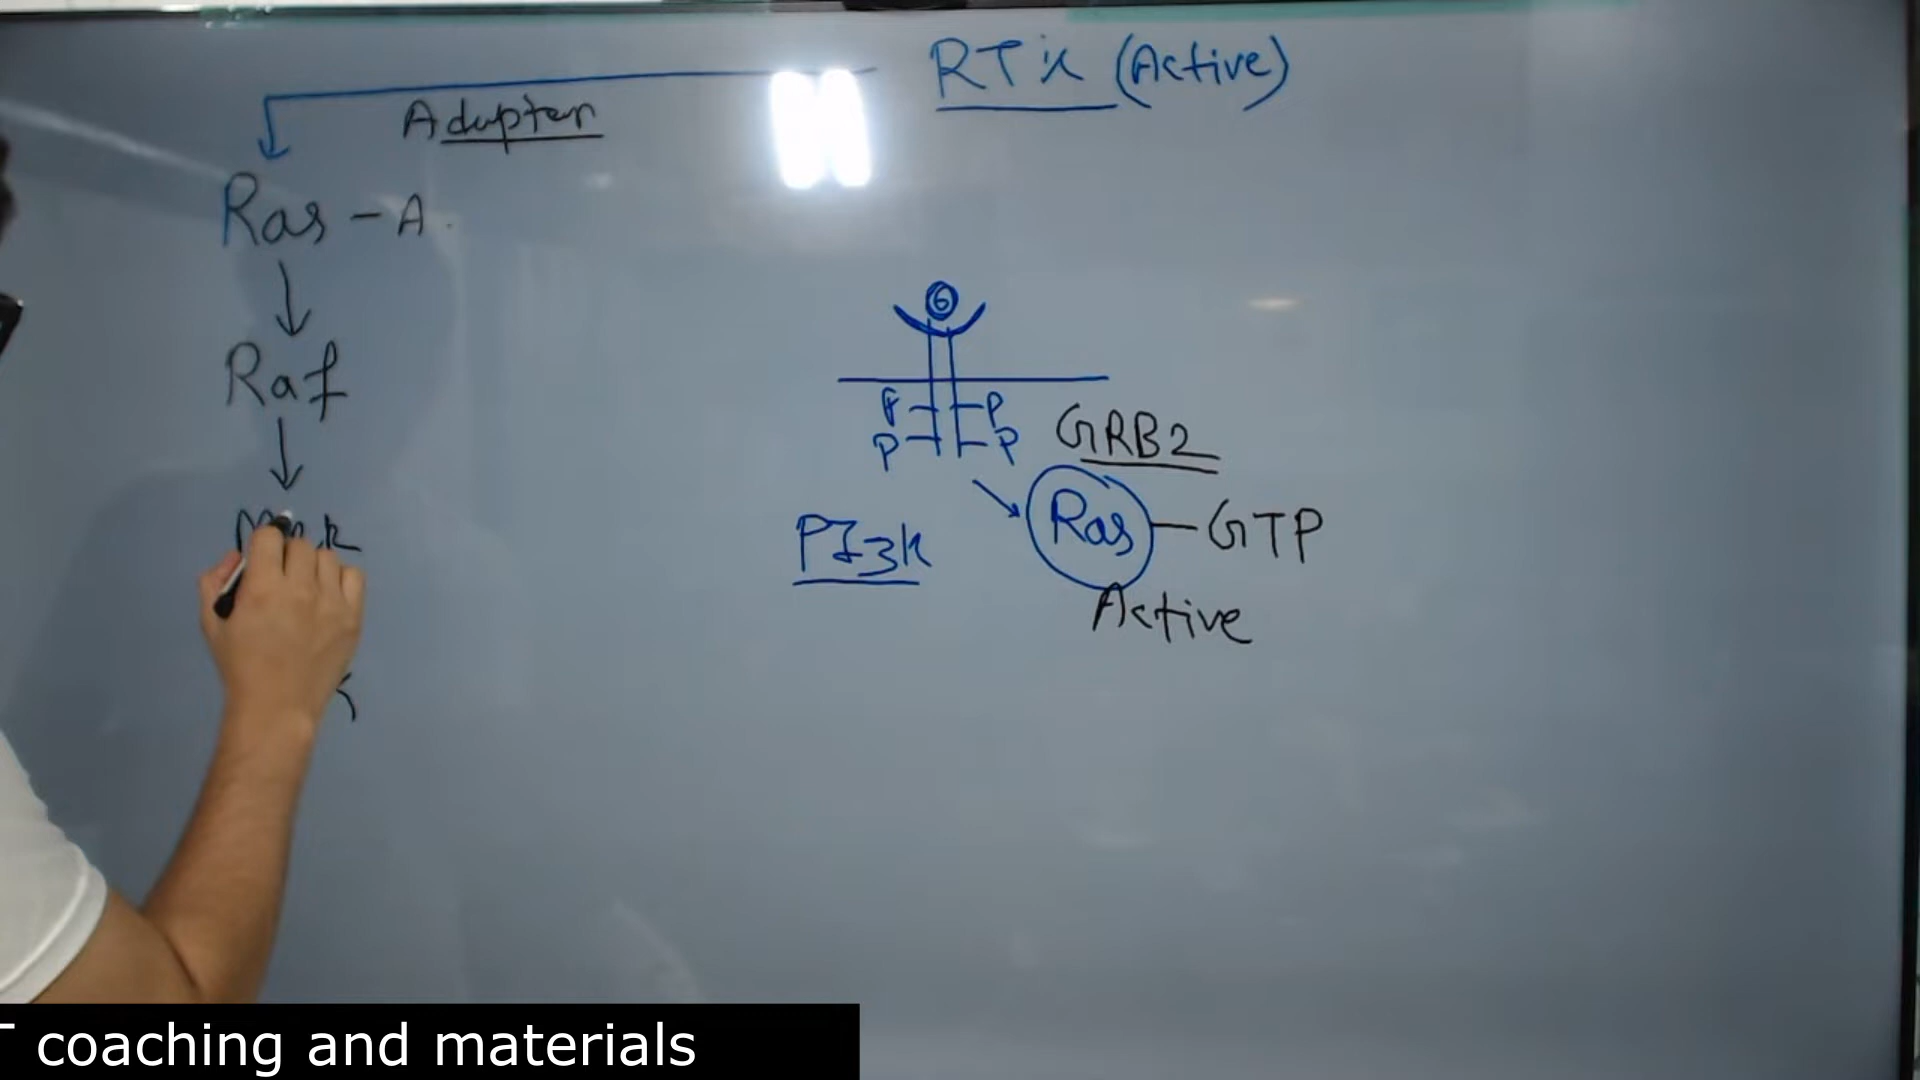 RTK (Active)
Adapter
Ras - A.
Raf
G
P P
P P
GRB2
Ras - GTP
PI3K
Active
coaching and materials